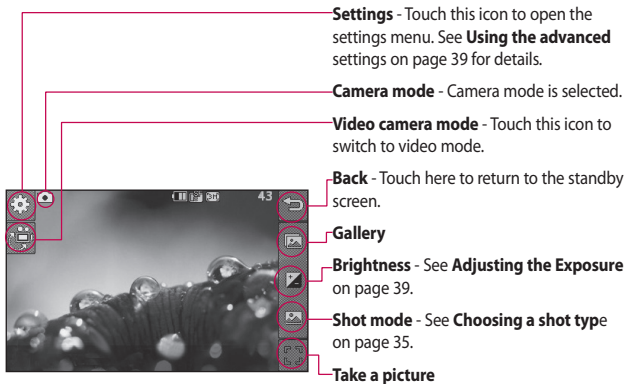 Settings - Touch this icon to open the
settings menu. See Using the advanced
settings on page 39 for details.
Camera mode - Camera mode is selected.
Video camera mode - Touch this icon to
switch to video mode.
Back - Touch here to return to the standby
screen.
43
Gallery
Brightness - See Adjusting the Exposure
on page 39.
Shot mode - See Choosing a shot type
on page 35.
Take a picture